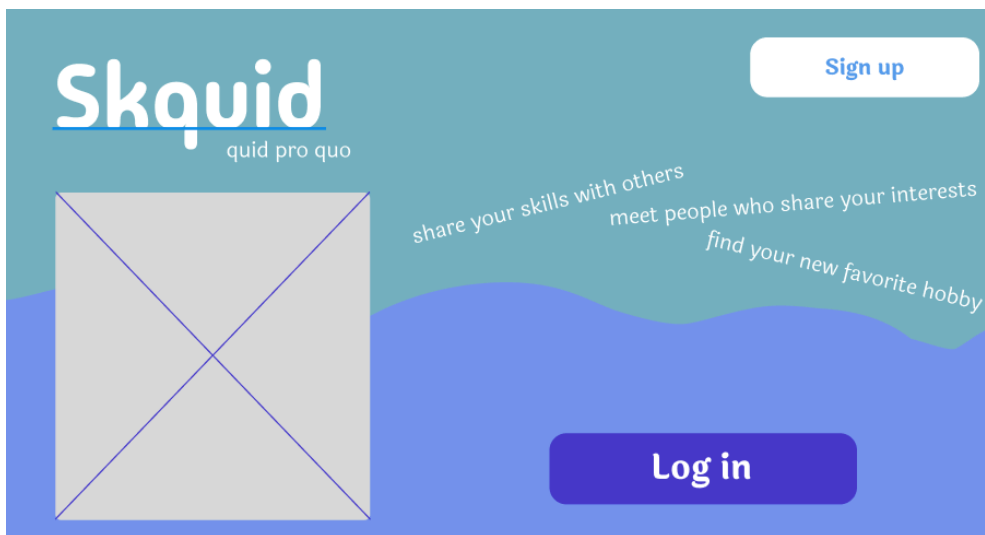 Skquid
quid pro quo
Sign up
share your skills with others
meet people who share your interests
find your new favorite hobby
Log in